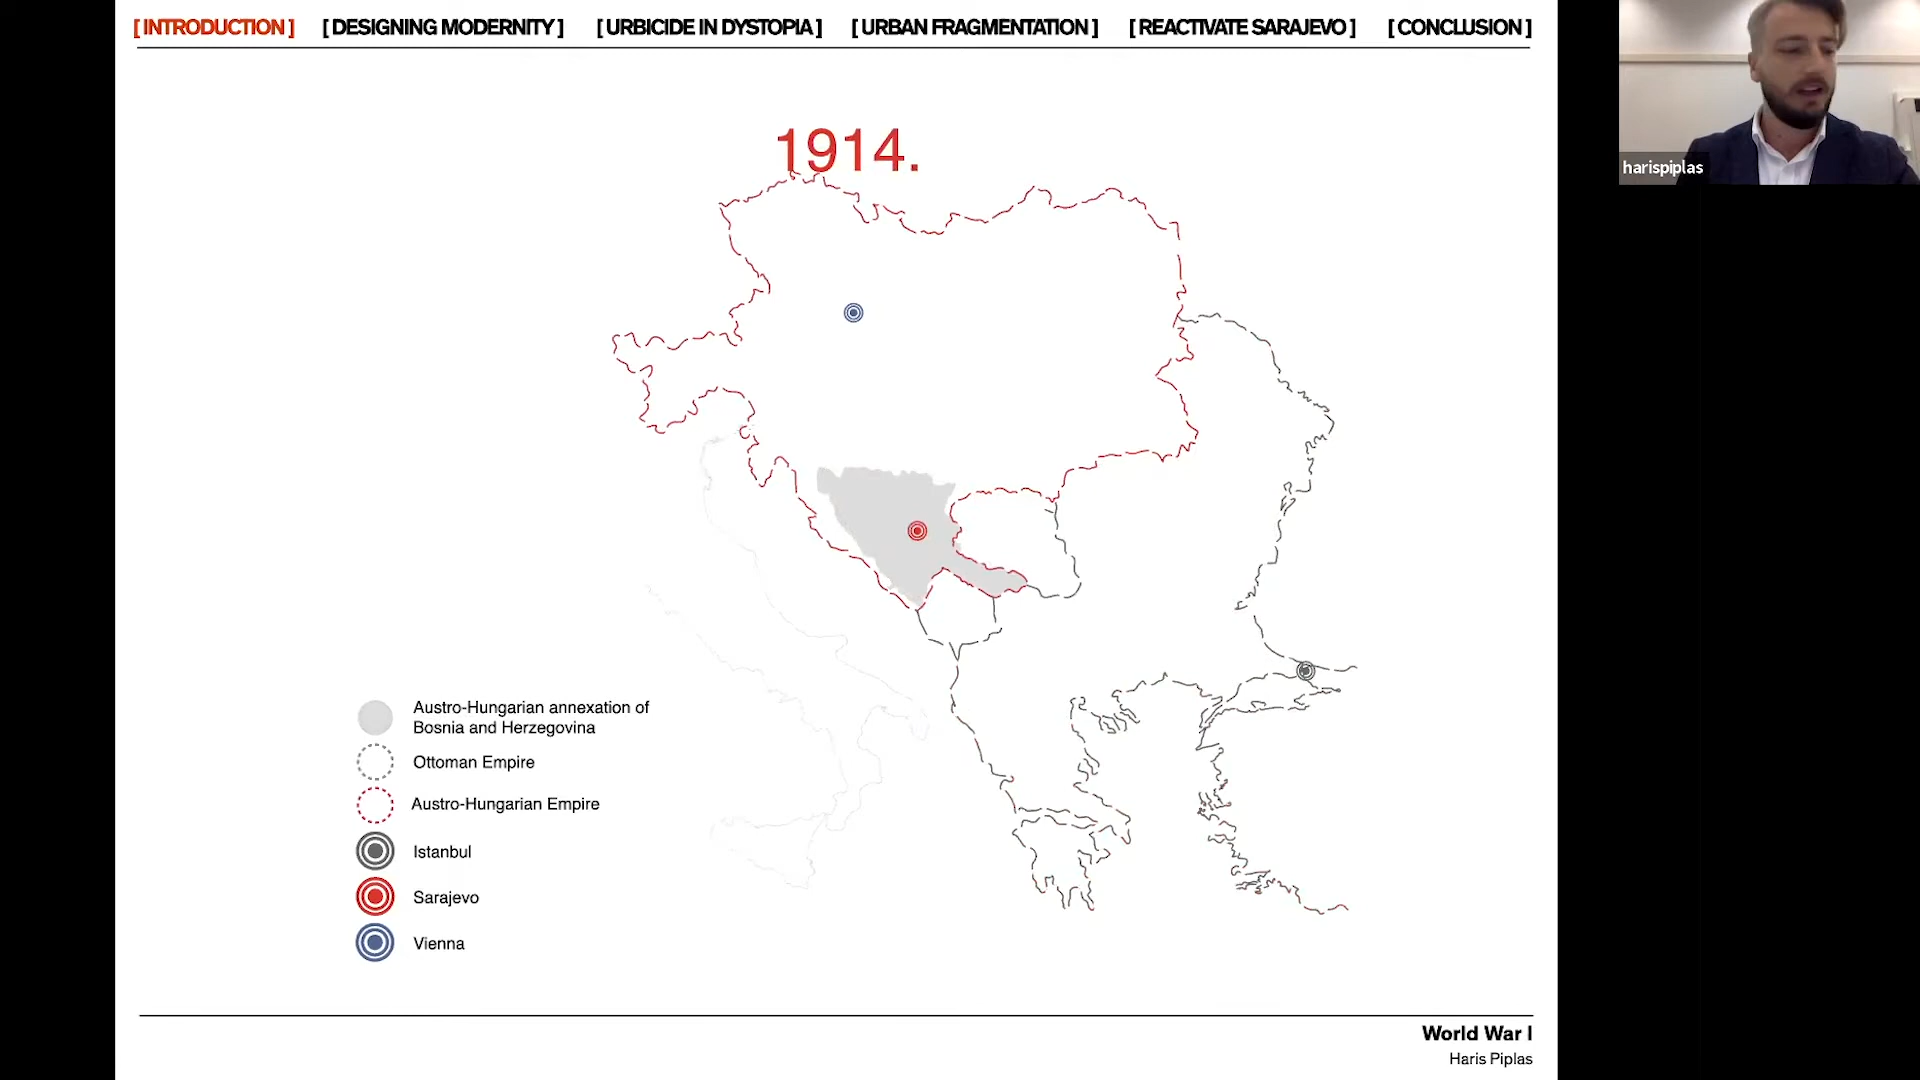 [ INTRODUCTION ] [ DESIGNING MODERNITY ] [ URBICIDE IN DYSTOPIA ] [ URBAN FRAGMENTATION ] [ REACTIVATE SARAJEVO ] [ CONCLUSION ]
harispiplas
1914.
Austro-Hungarian annexation of
Bosnia and Herzegovina
Ottoman Empire
Austro-Hungarian Empire
Istanbul
Sarajevo
Vienna
World War I
Haris Piplas